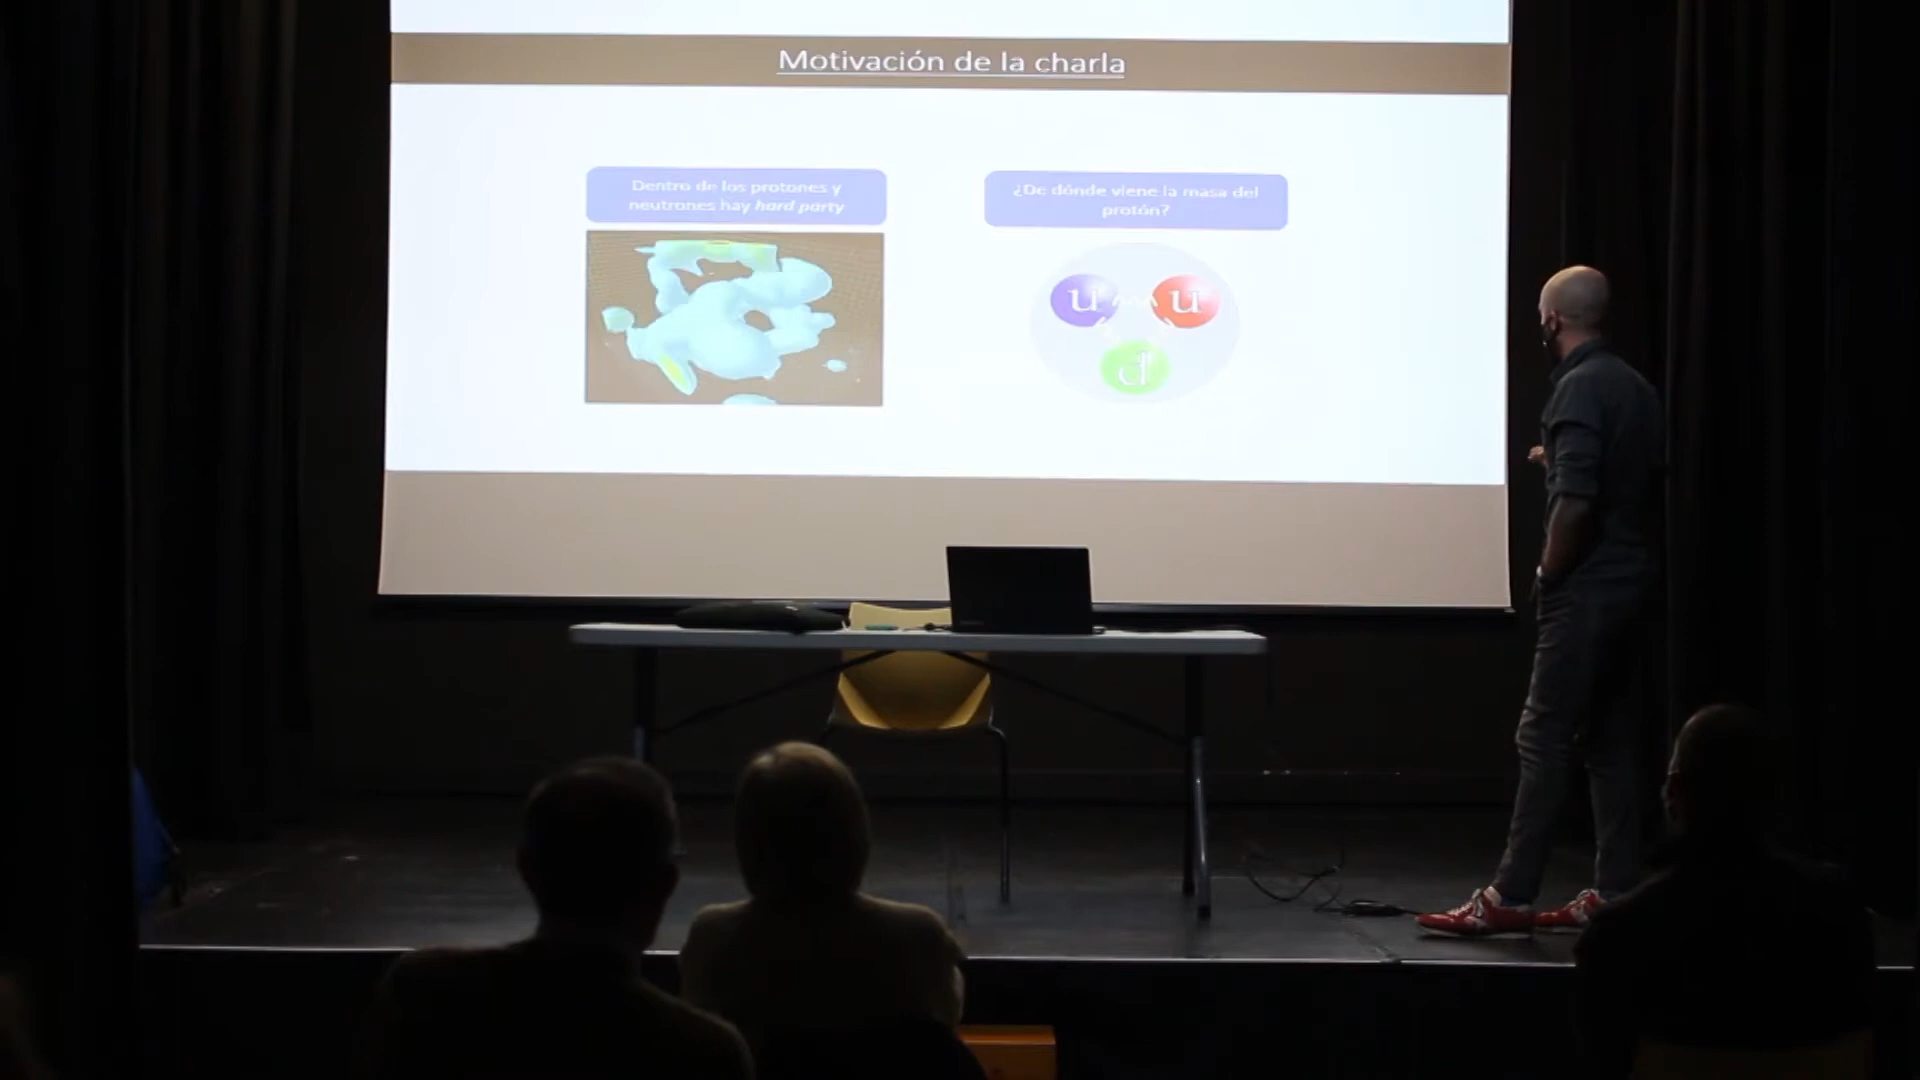 Motivación de la charla
Dentro de los protones y
neutrones hay hard party
¿De dónde viene la masa del
protón?
u u
d